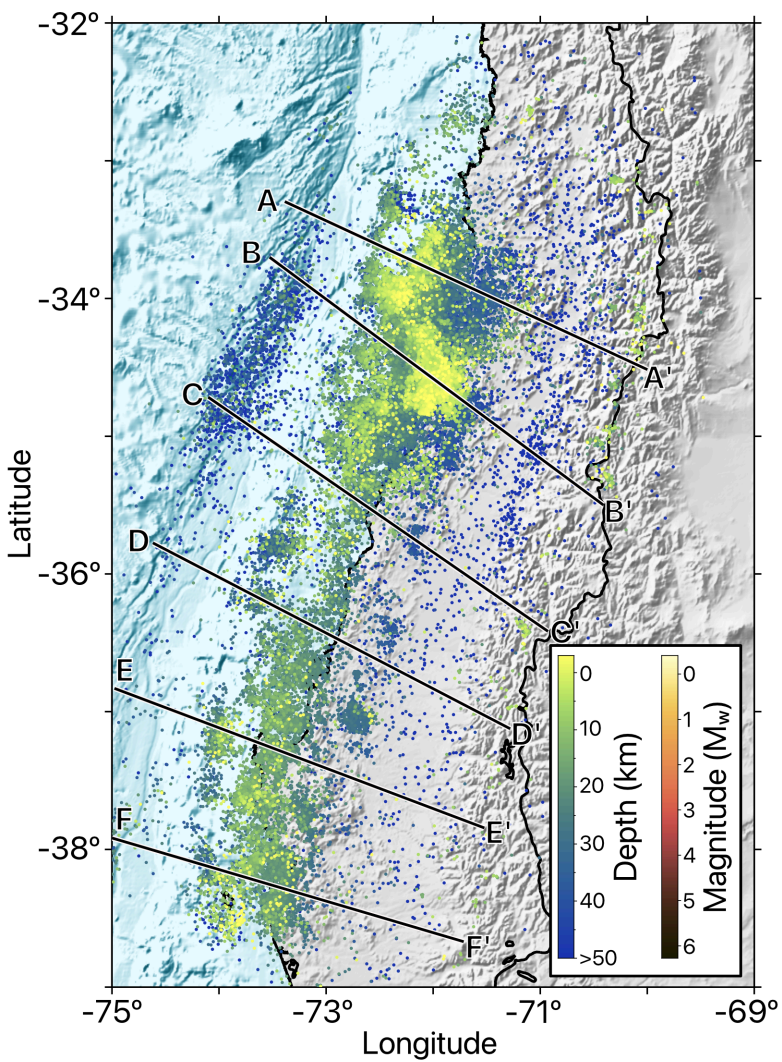 -32°
-34°
-36°
-38°
Latitude
A
B
A'
C
B'
D
C'
E
D'
F
E'
F'
0
10
20
30
40
>50
Depth (km)
0
1
2
3
4
5
6
Magnitude (Mw)
-75°
-73°
-71°
-69°
Longitude